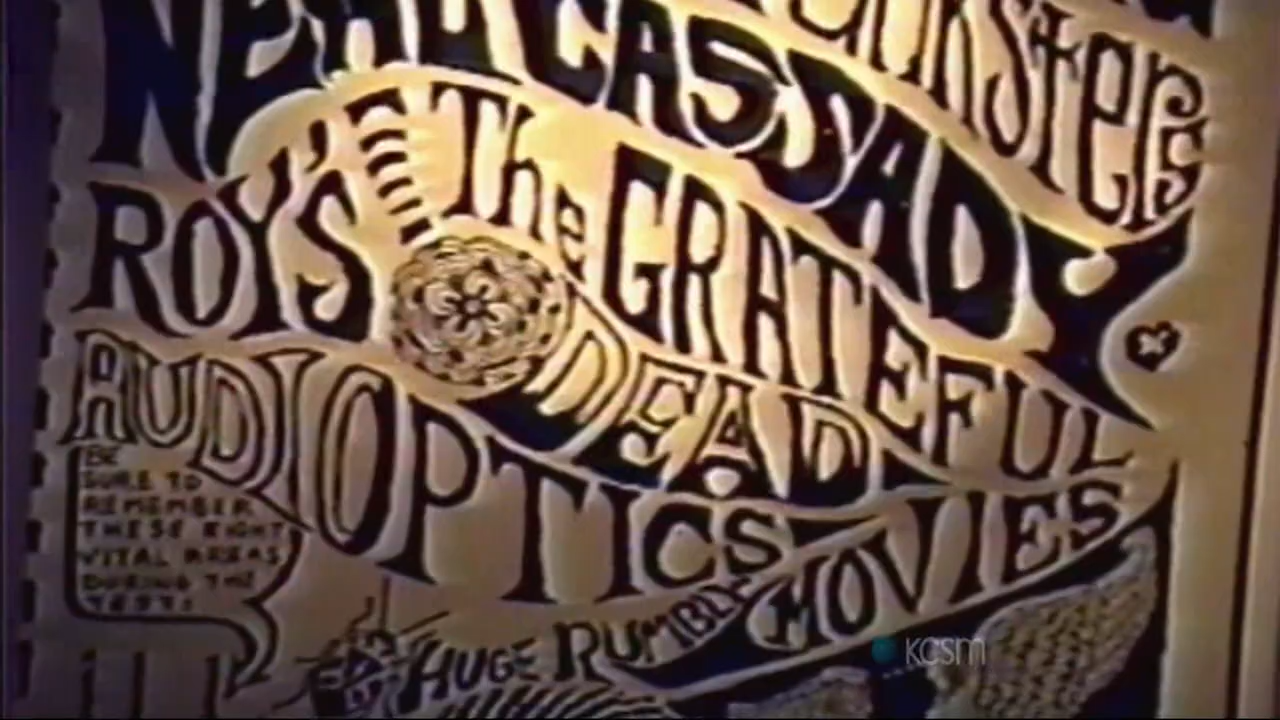 NEAL CASSADY
The GRATEFUL
DEAD
ROY'S
AUDIOPTICS
MOVIES
BE
SURE TO
REMEMBER
THESE EIGHT
VITAL AREAS
DURING THE
TEST:
HUGE RUMBLE
kcsm